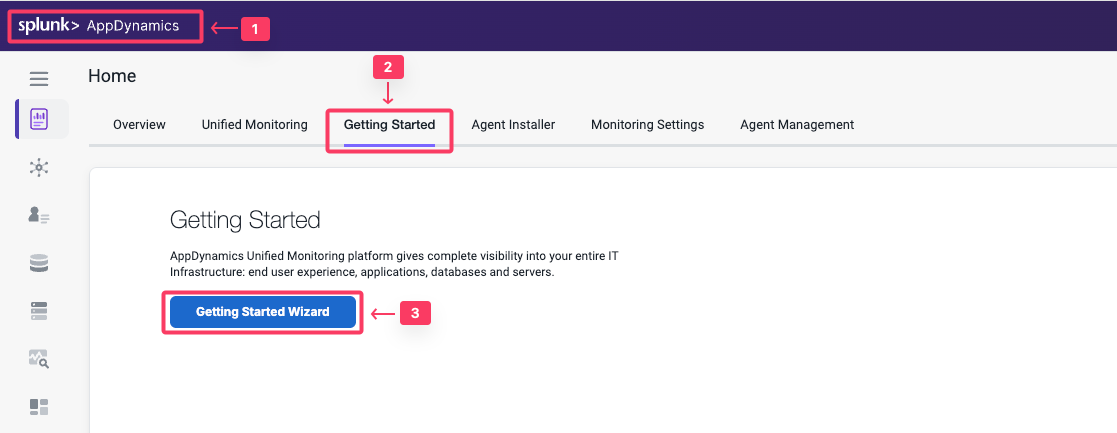 splunk> AppDynamics
1
Home
2
Overview Unified Monitoring Getting Started Agent Installer Monitoring Settings Agent Management
Getting Started
AppDynamics Unified Monitoring platform gives complete visibility into your entire IT
Infrastructure: end user experience, applications, databases and servers.
Getting Started Wizard
3